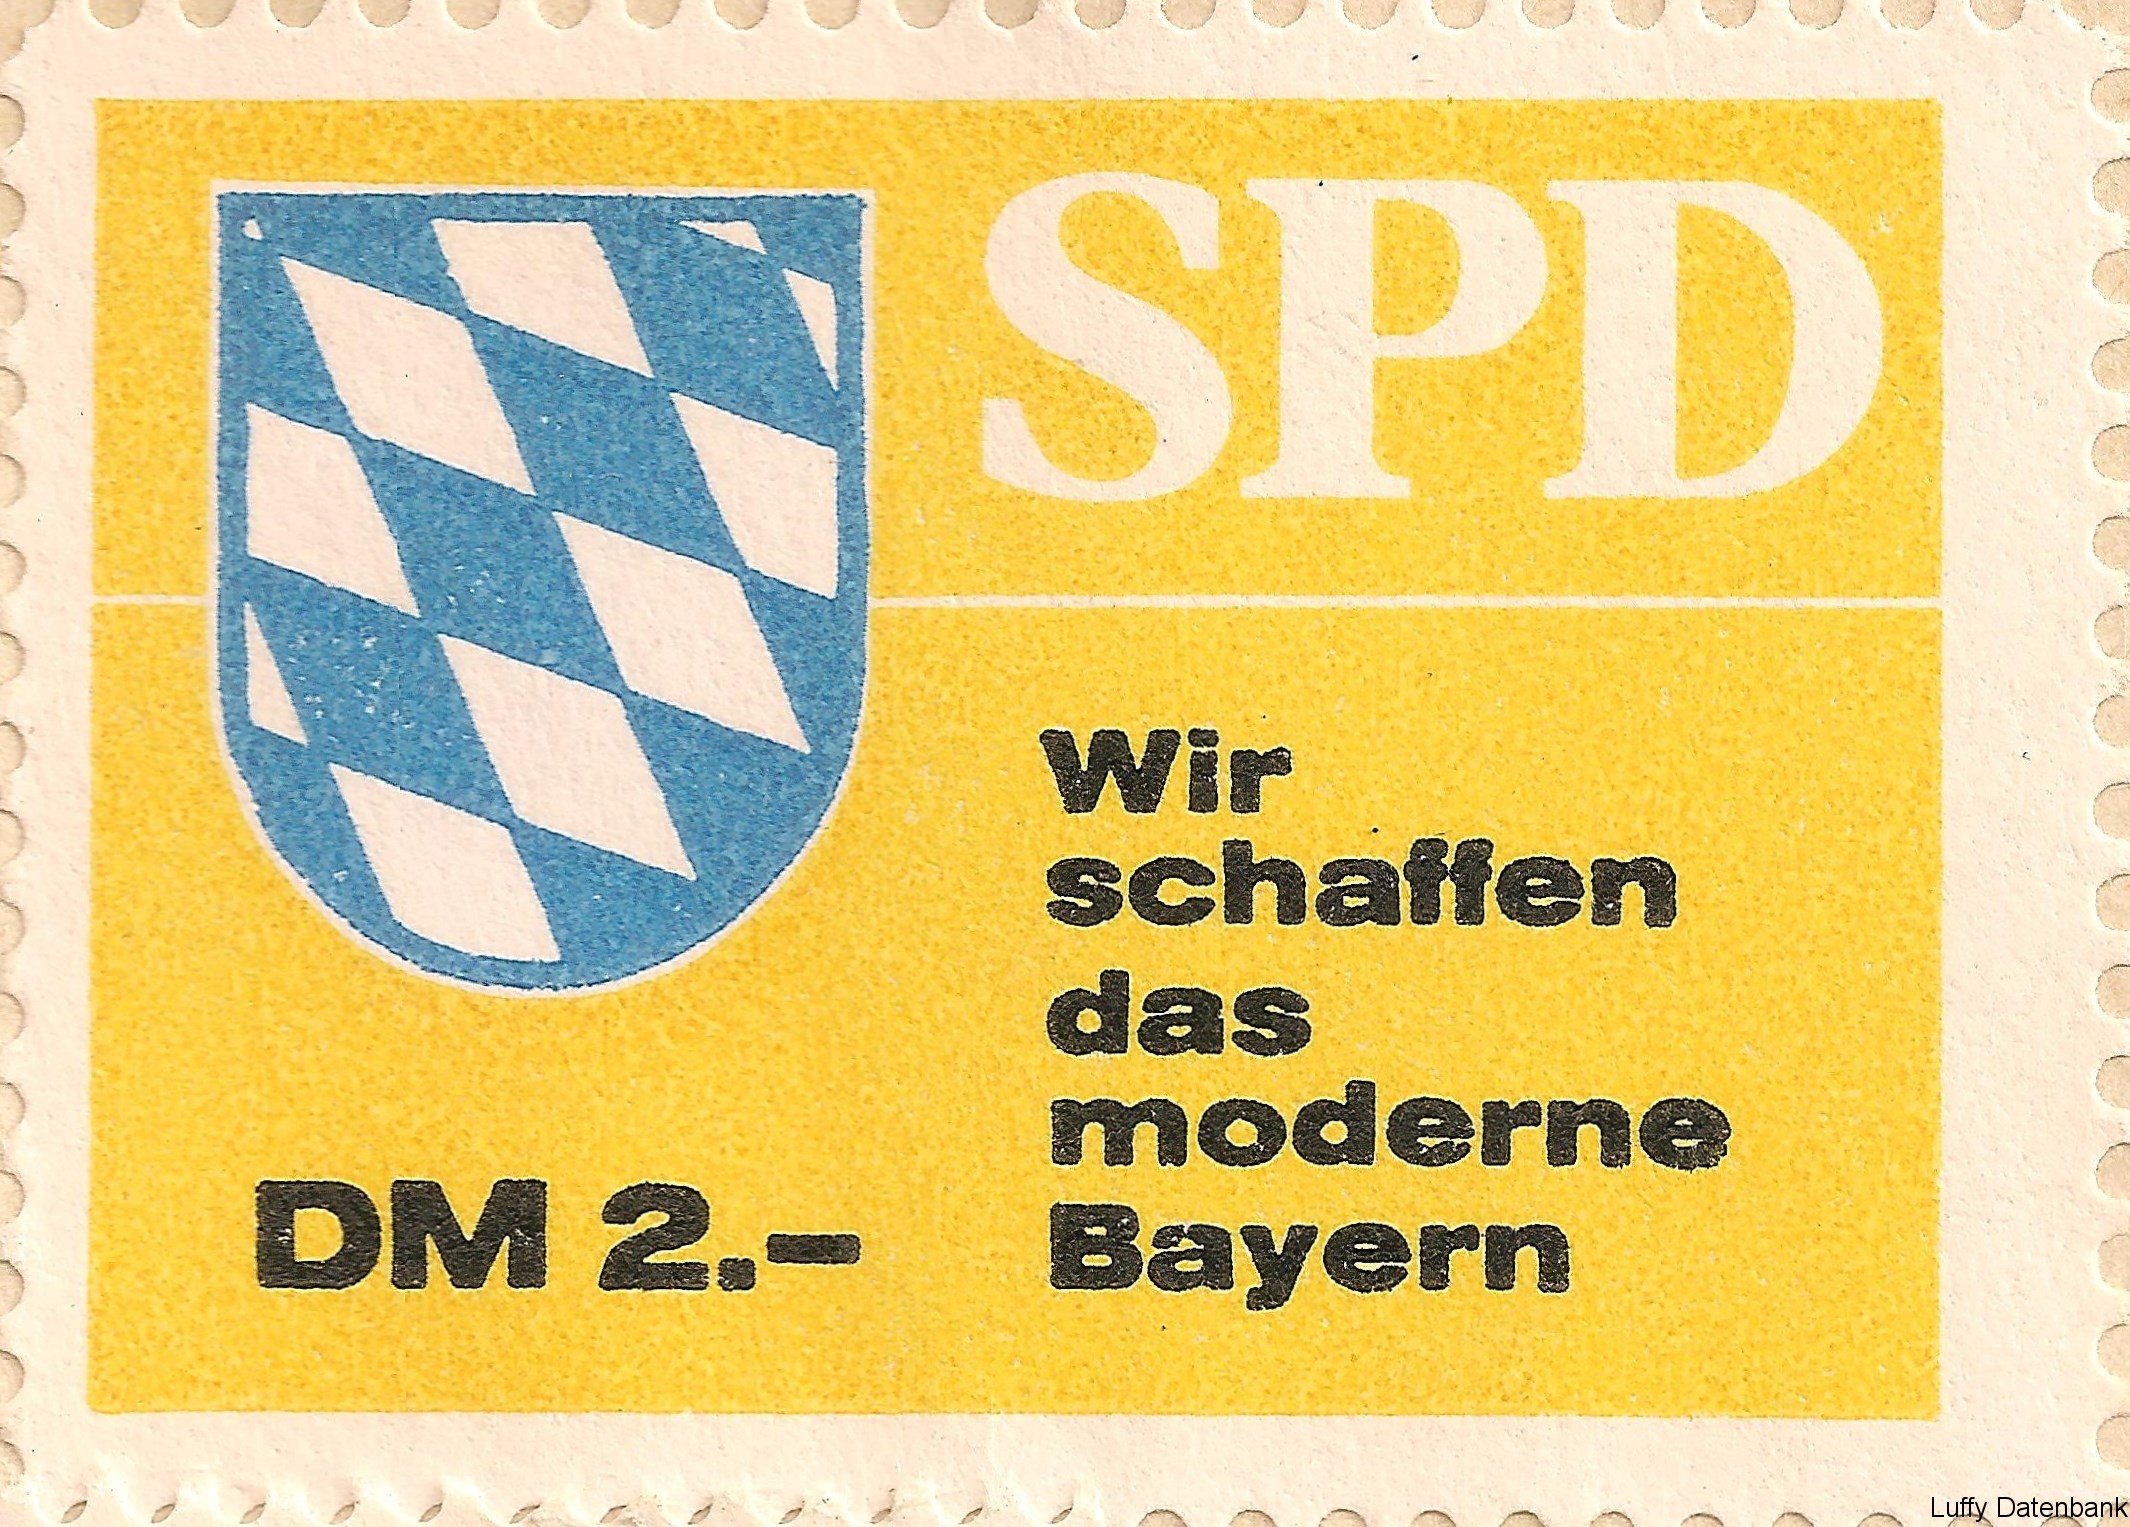 SPD
Wir
schaffen
das
moderne
Bayern
DM 2.–
Luffy Datenbank